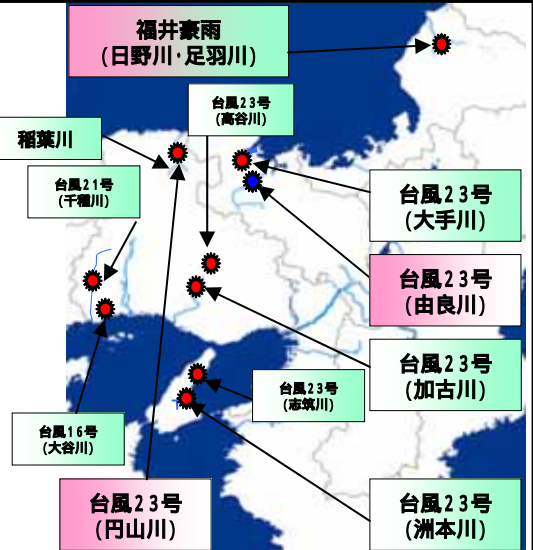 福井豪雨
(日野川･足羽川)
台風23号
(高谷川)
稲葉川
台風21号
(千種川)
台風23号
(大手川)
台風23号
(由良川)
台風23号
(加古川)
台風23号
(志筑川)
台風16号
(大谷川)
台風23号
(円山川)
台風23号
(洲本川)